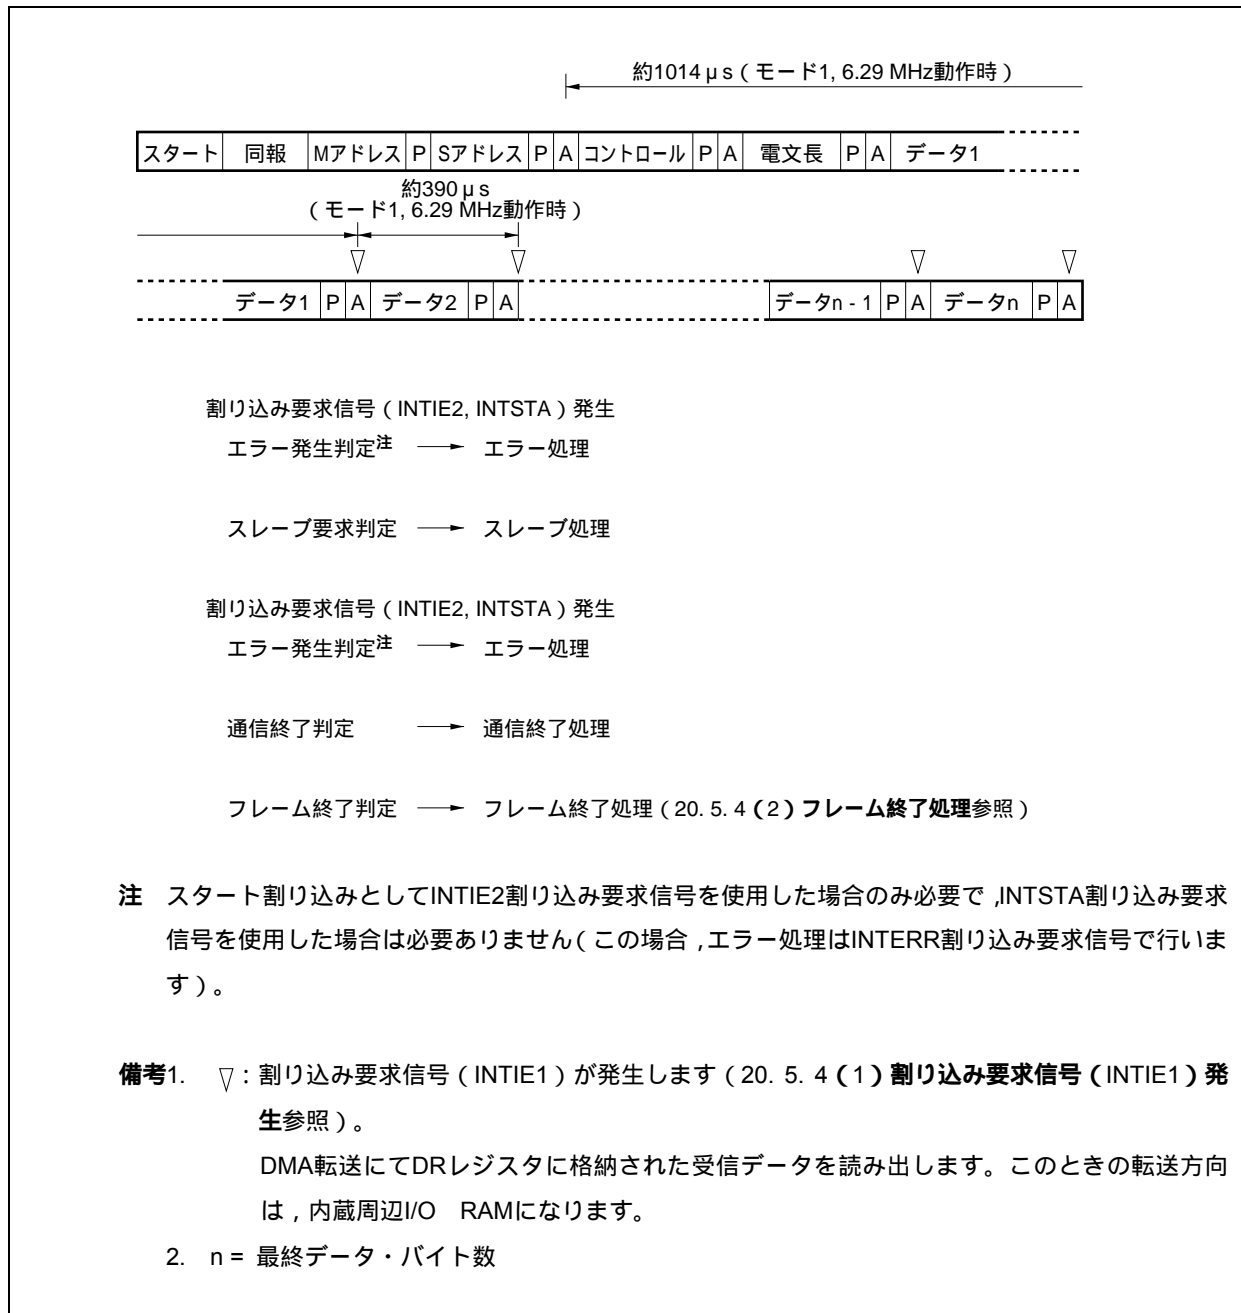 約1014 μs（モード1, 6.29 MHz動作時）
スタート 同報 Mアドレス P Sアドレス P A コントロール P A 電文長 P A データ1
約390 μs
（モード1, 6.29 MHz動作時）
▽ ▽ ▽ ▽
データ1 P A データ2 P A データn - 1 P A データn P A
割り込み要求信号（INTIE2, INTSTA）発生
エラー発生判定注 → エラー処理
スレーブ要求判定 → スレーブ処理
割り込み要求信号（INTIE2, INTSTA）発生
エラー発生判定注 → エラー処理
通信終了判定 → 通信終了処理
フレーム終了判定 → フレーム終了処理（20. 5. 4（2）フレーム終了処理参照）
注 スタート割り込みとしてINTIE2割り込み要求信号を使用した場合のみ必要で，INTSTA割り込み要求
信号を使用した場合は必要ありません（この場合，エラー処理はINTERR割り込み要求信号で行いま
す）。
備考1. ▽：割り込み要求信号（INTIE1）が発生します（20. 5. 4（1）割り込み要求信号（INTIE1）発
生参照）。
DMA転送にてDRレジスタに格納された受信データを読み出します。このときの転送方向
は，内蔵周辺I/O RAMになります。
2. n = 最終データ・バイト数